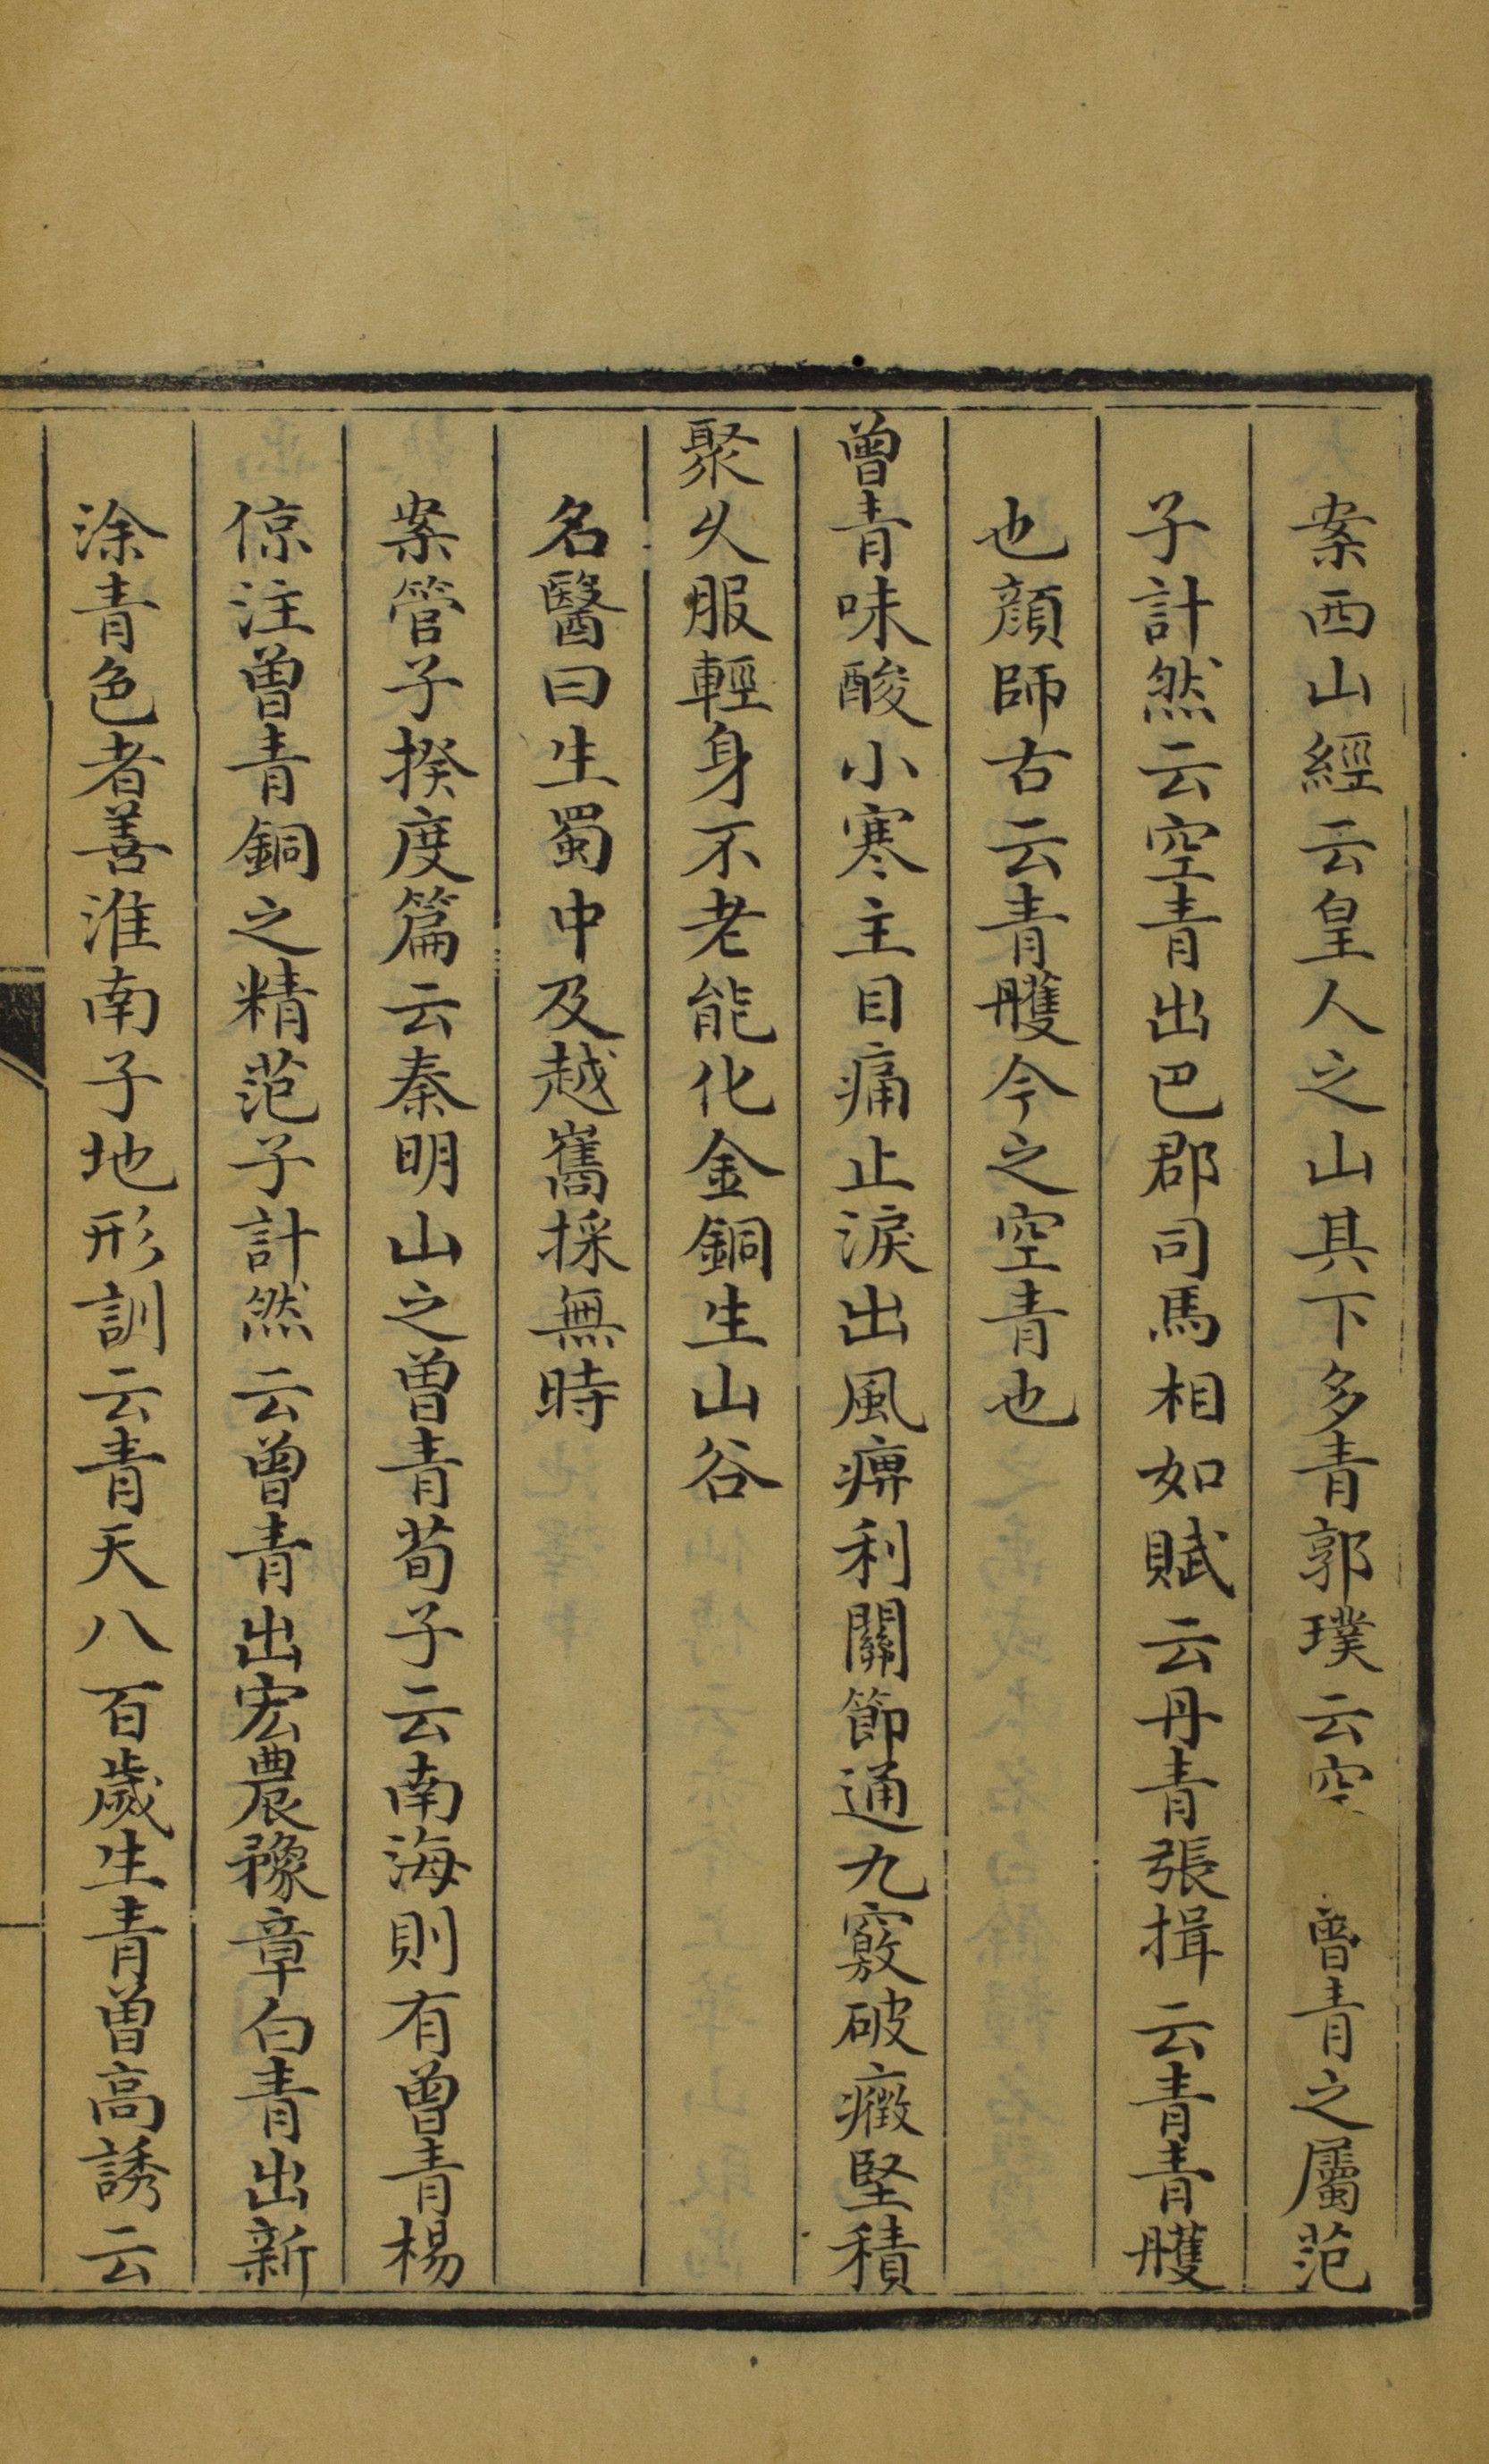 案西山經云皇人之山其下多青郭璞云空曾青之屬范
子計然云空青出巴郡司馬相如賦云丹青張揖云青青雘
也顔師古云青雘今之空青也
曾青味酸小寒主目痛止淚出風痹利關節通九竅破癥堅積
聚久服輕身不老能化金銅生山谷
名醫曰生蜀中及越嶲採無時
案管子揆度篇云秦明山之曾青荀子云南海則有曾青楊
倞注曾青銅之精范子計然云曾青出宏農豫章白青出新
涂青色者善淮南子地形訓云青天八百歲生青曾高誘云